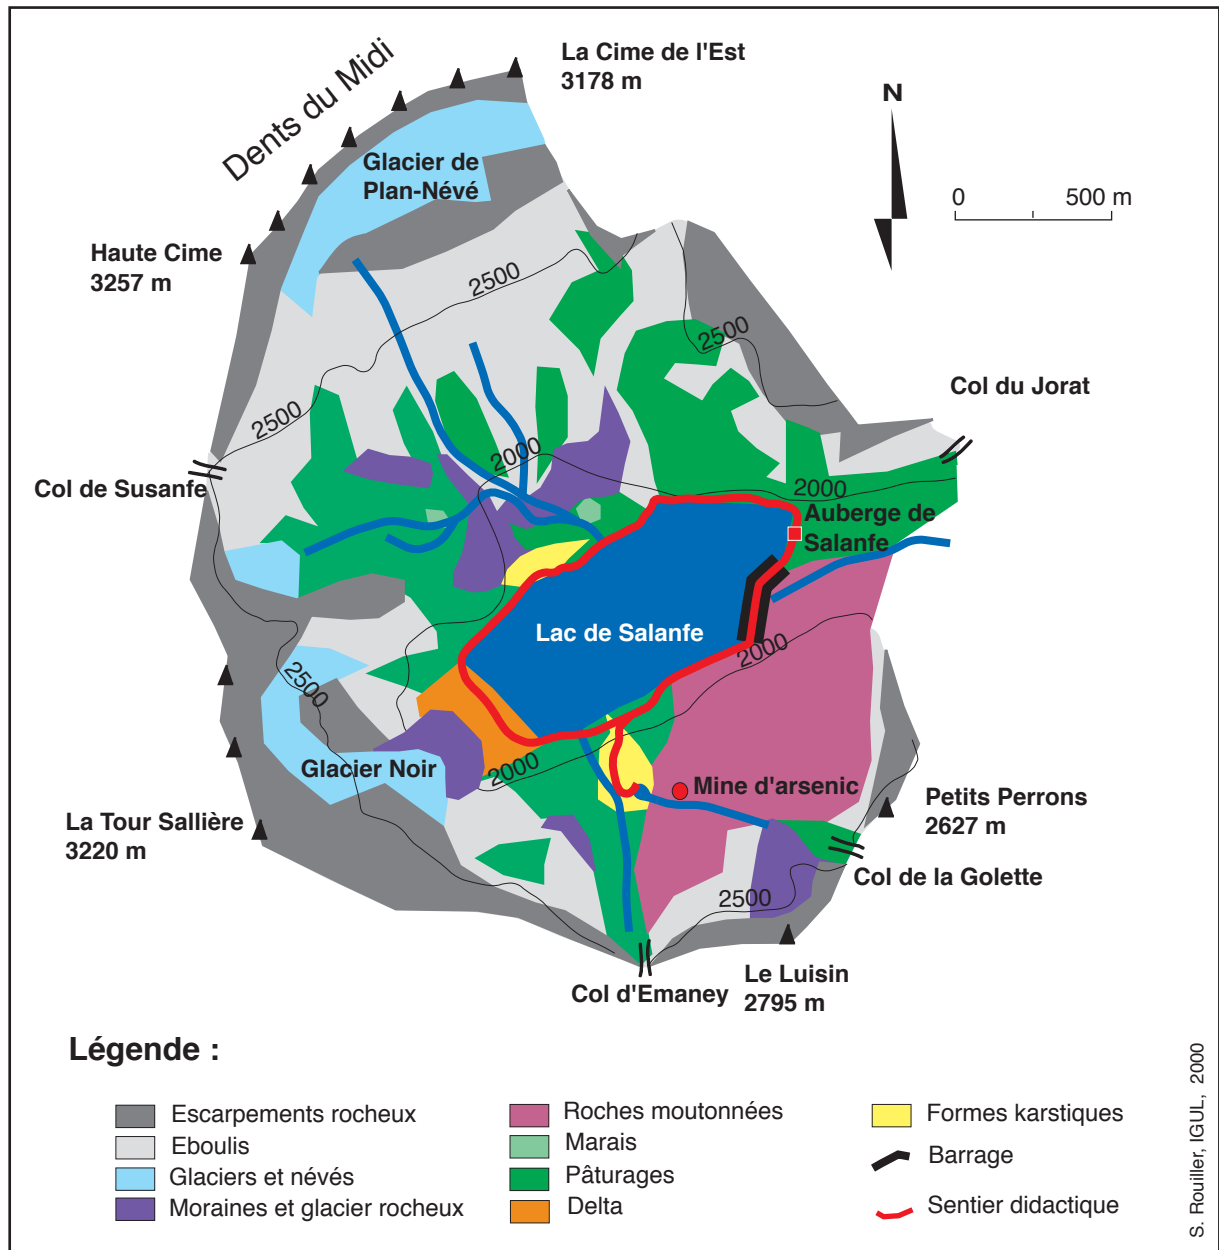 La Cime de l'Est
3178 m
Dents du Midi
N
Glacier de
Plan-Névé
0 500 m
Haute Cime
3257 m
2500
2500
Col du Jorat
2500
2000
Col de Susanfe
2000
Auberge de
Salanfe
Lac de Salanfe
2000
2500
Glacier Noir
2000
Mine d'arsenic
Petits Perrons
2627 m
La Tour Sallière
3220 m
Col de la Golette
2500
Le Luisin
2795 m
Col d'Emaney
Légende :
Escarpements rocheux
Eboulis
Glaciers et névés
Moraines et glacier rocheux
Roches moutonnées
Marais
Pâturages
Delta
Formes karstiques
Barrage
Sentier didactique
S. Rouiller, IGUL, 2000